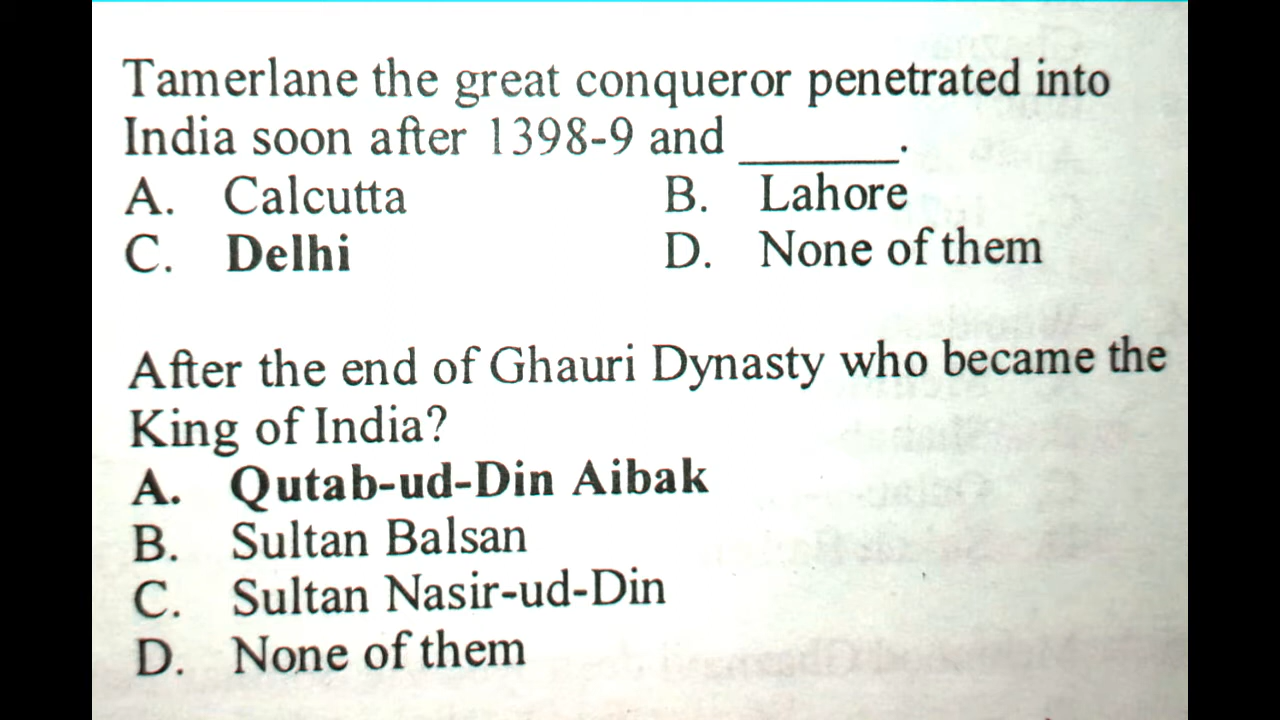 Tamerlane the great conqueror penetrated into
India soon after 1398-9 and ______.
A. Calcutta B. Lahore
C. Delhi D. None of them
After the end of Ghauri Dynasty who became the
King of India?
A. Qutab-ud-Din Aibak
B. Sultan Balsan
C. Sultan Nasir-ud-Din
D. None of them